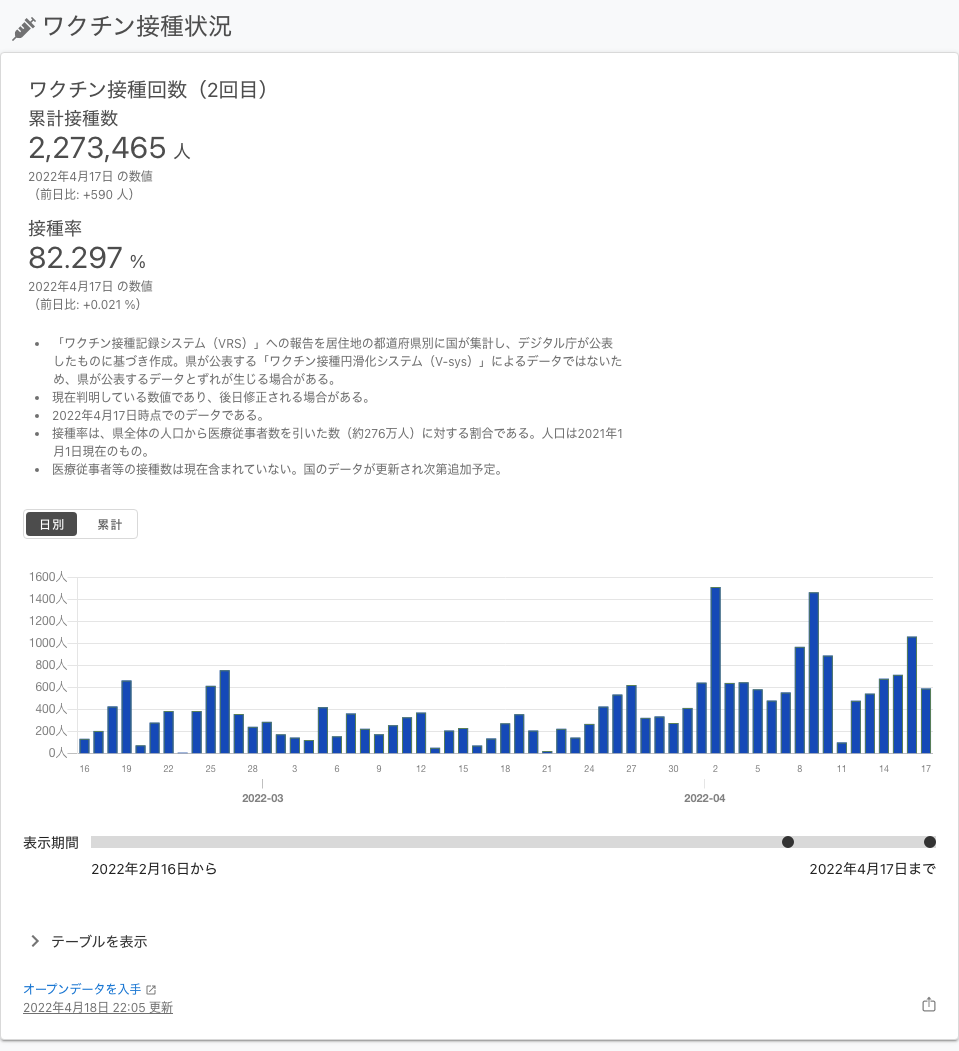 ワクチン接種状況
ワクチン接種回数（2回目）
累計接種数
2,273,465 人
2022年4月17日 の数値
（前日比: +590 人）
接種率
82.297 %
2022年4月17日 の数値
（前日比: +0.021 %）
• 「ワクチン接種記録システム（VRS）」への報告を居住地の都道府県別に国が集計し、デジタル庁が公表
したものに基づき作成。県が公表する「ワクチン接種円滑化システム（V-sys）」によるデータではないた
め、県が公表するデータとずれが生じる場合がある。
• 現在判明している数値であり、後日修正される場合がある。
• 2022年4月17日時点でのデータである。
• 接種率は、県全体の人口から医療従事者数を引いた数（約276万人）に対する割合である。人口は2021年1
月1日現在のもの。
• 医療従事者等の接種数は現在含まれていない。国のデータが更新され次第追加予定。
日別 累計
1600人
1400人
1200人
1000人
800人
600人
400人
200人
0人
16 19 22 25 28 3 6 9 12 15 18 21 24 27 30 2 5 8 11 14 17
2022-03 2022-04
表示期間
2022年2月16日から 2022年4月17日まで
テーブルを表示
オープンデータを入手
2022年4月18日 22:05 更新